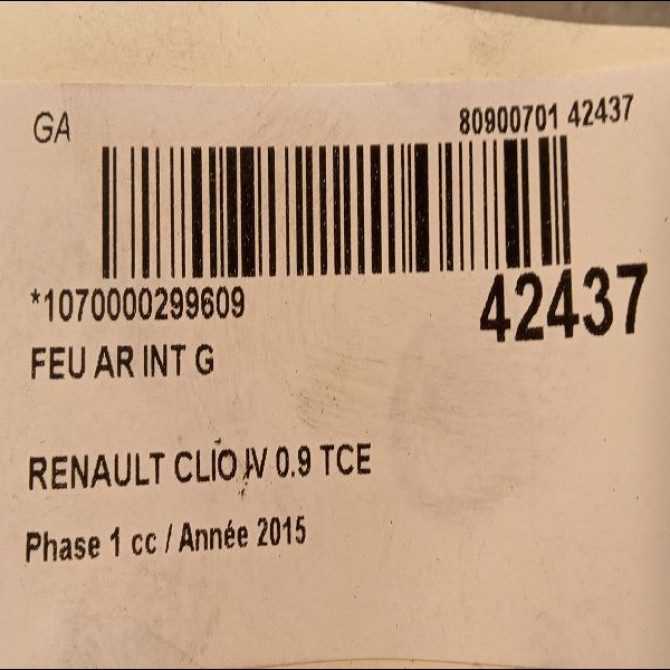 GA 80900701 42437
*1070000299609 42437
FEU AR INT G
RENAULT CLIO IV 0.9 TCE
Phase 1 cc / Année 2015